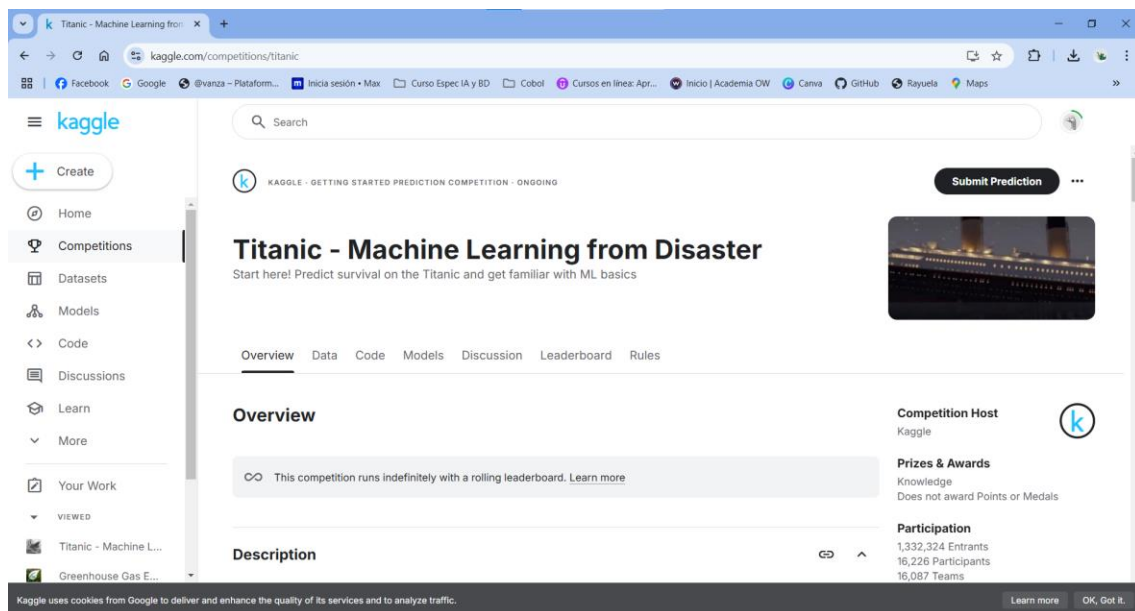 Titanic - Machine Learning from
kaggle.com/competitions/titanic
Facebook Google @vanza – Plataform... Inicia sesión • Max Curso Espec IA y BD Cobol Cursos en línea: Apr... Inicio | Academia OW Canva GitHub Rayuela Maps »
kaggle
Search
Create
KAGGLE · GETTING STARTED PREDICTION COMPETITION · ONGOING
Submit Prediction
Home
Competitions
Datasets
Models
Code
Discussions
Learn
More
Your Work
VIEWED
Titanic - Machine L...
Greenhouse Gas E...
Titanic - Machine Learning from Disaster
Start here! Predict survival on the Titanic and get familiar with ML basics
Overview Data Code Models Discussion Leaderboard Rules
Overview
This competition runs indefinitely with a rolling leaderboard. Learn more
Description
Competition Host
Kaggle
Prizes & Awards
Knowledge
Does not award Points or Medals
Participation
1,332,324 Entrants
16,226 Participants
16,087 Teams
Kaggle uses cookies from Google to deliver and enhance the quality of its services and to analyze traffic.
Learn more OK, Got it.